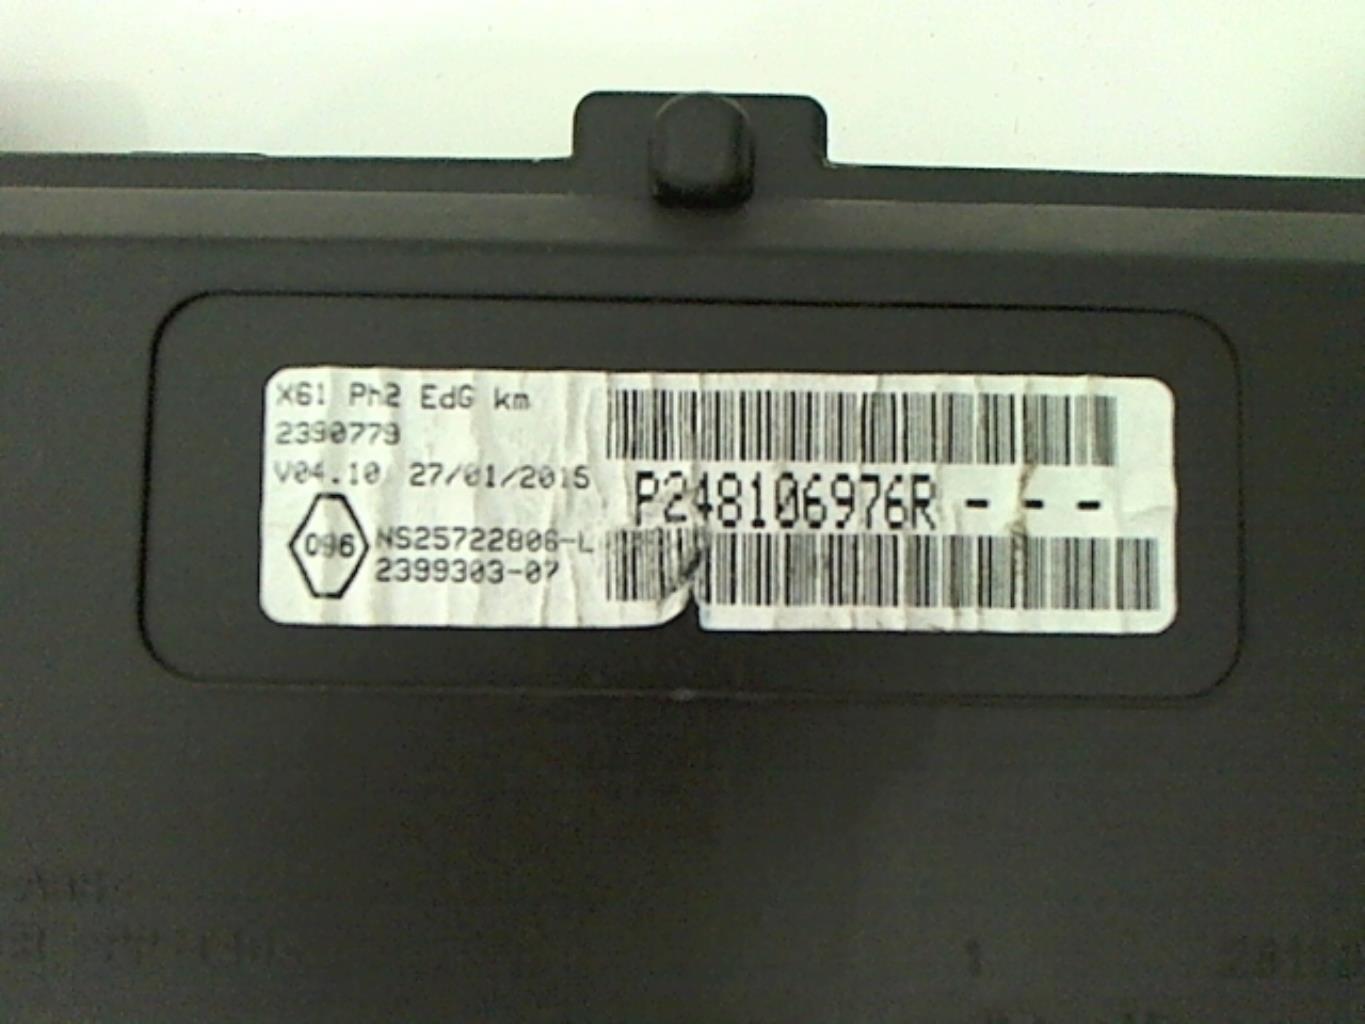 X61 Ph2 EdG km
2390779
V04.10 27/01/2015
P248106976R - - -
096
NS25722806-L
2399303-07